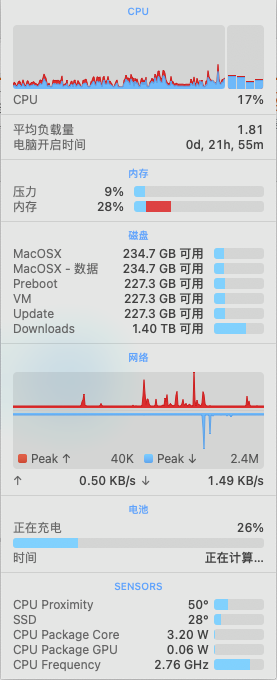 CPU
CPU 17%
平均负载量 1.81
电脑开启时间 0d, 21h, 55m
内存
压力 9%
内存 28%
磁盘
MacOSX 234.7 GB 可用
MacOSX - 数据 234.7 GB 可用
Preboot 227.3 GB 可用
VM 227.3 GB 可用
Update 227.3 GB 可用
Downloads 1.40 TB 可用
网络
Peak ↑ 40K Peak ↓ 2.4M
↑ 0.50 KB/s ↓ 1.49 KB/s
电池
正在充电 26%
时间 正在计算...
SENSORS
CPU Proximity 50°
SSD 28°
CPU Package Core 3.20 W
CPU Package GPU 0.06 W
CPU Frequency 2.76 GHz